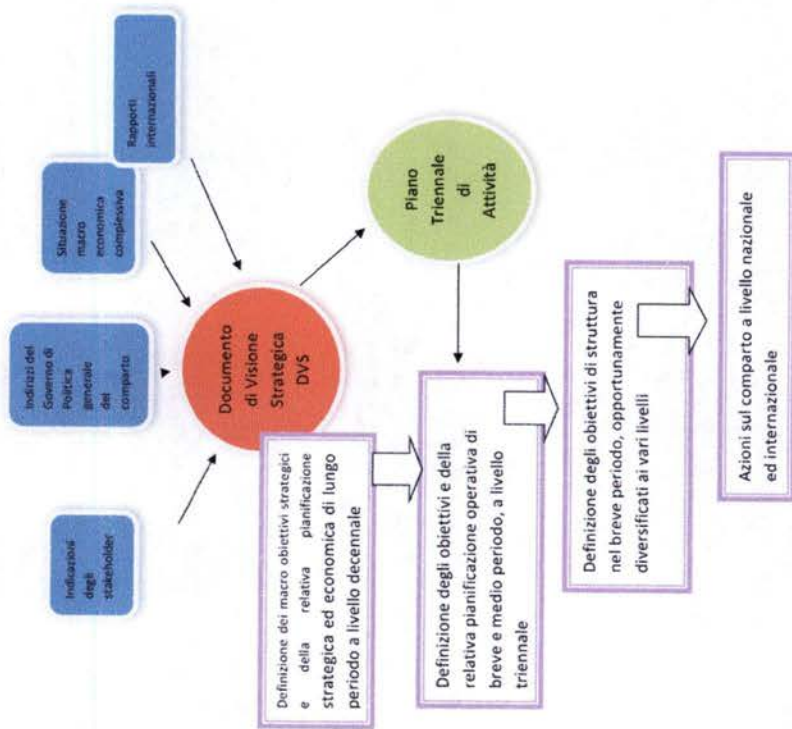 Indicazioni
degli
stakeholder
Indirizzi del
Governo di
Politica
generale
del
comparto
Situazione
macro
economica
complessiva
Rapporti
internazionali
Documento
di Visione
Strategica
DVS
Piano
Triennale
di
Attività
Definizione dei macro obiettivi strategici
e della relativa pianificazione
strategica ed economica di lungo
periodo a livello decennale
Definizione degli obiettivi e della
relativa pianificazione operativa di
breve e medio periodo, a livello
triennale
Definizione degli obiettivi di struttura
nel breve periodo, opportunamente
diversificati ai vari livelli
Azioni sul comparto a livello nazionale
ed internazionale